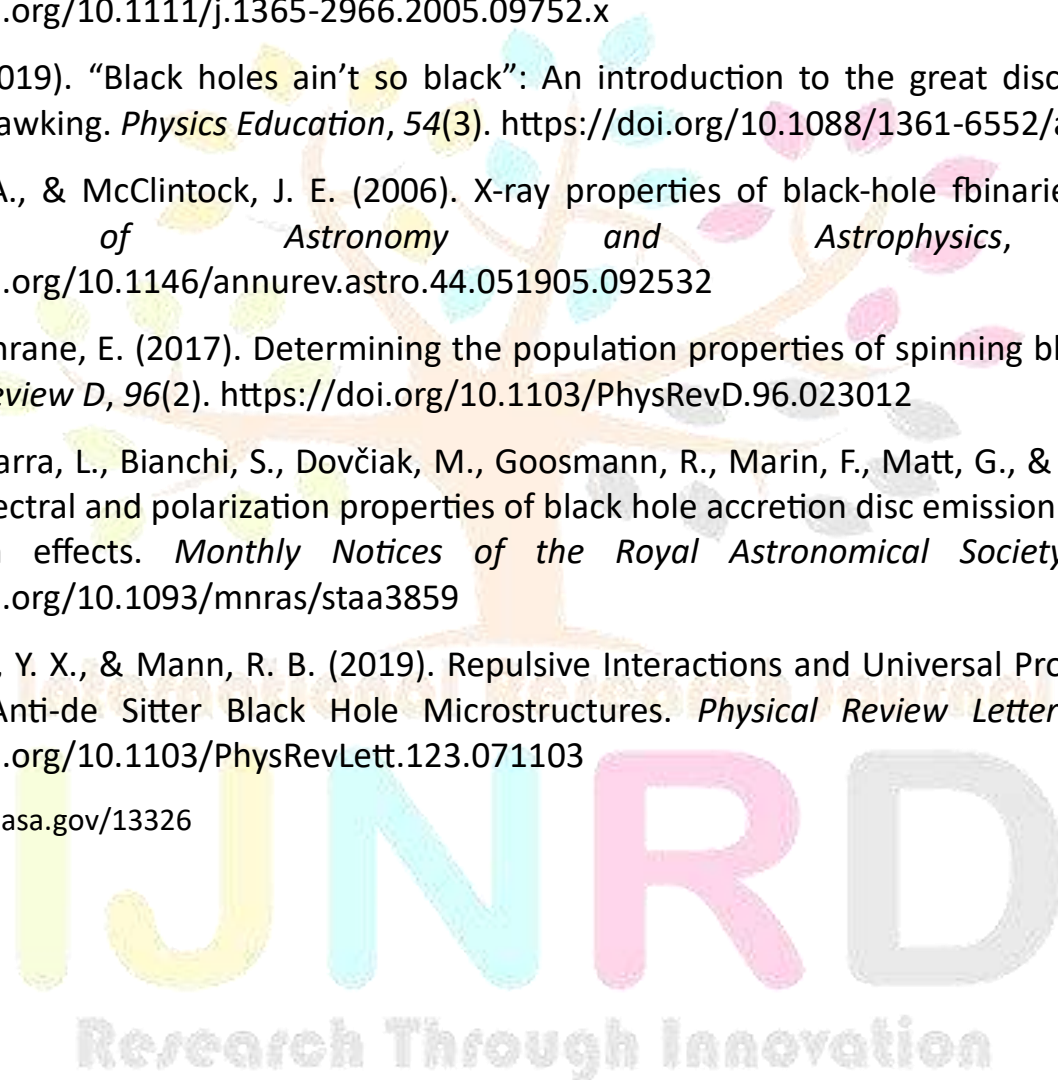 .org/10.1111/j.1365-2966.2005.09752.x
019). “Black holes ain’t so black”: An introduction to the great disc
awking. Physics Education, 54(3). https://doi.org/10.1088/1361-6552/a
A., & McClintock, J. E. (2006). X-ray properties of black-hole fbinarie
of Astronomy and Astrophysics,
.org/10.1146/annurev.astro.44.051905.092532
hrane, E. (2017). Determining the population properties of spinning bl
eview D, 96(2). https://doi.org/10.1103/PhysRevD.96.023012
arra, L., Bianchi, S., Dovčiak, M., Goosmann, R., Marin, F., Matt, G., &
ectral and polarization properties of black hole accretion disc emission
n effects. Monthly Notices of the Royal Astronomical Society
.org/10.1093/mnras/staa3859
, Y. X., & Mann, R. B. (2019). Repulsive Interactions and Universal Pro
International Research Journal
Anti-de Sitter Black Hole Microstructures. Physical Review Letter
.org/10.1103/PhysRevLett.123.071103
asa.gov/13326
IJNRD
Research Through Innovation